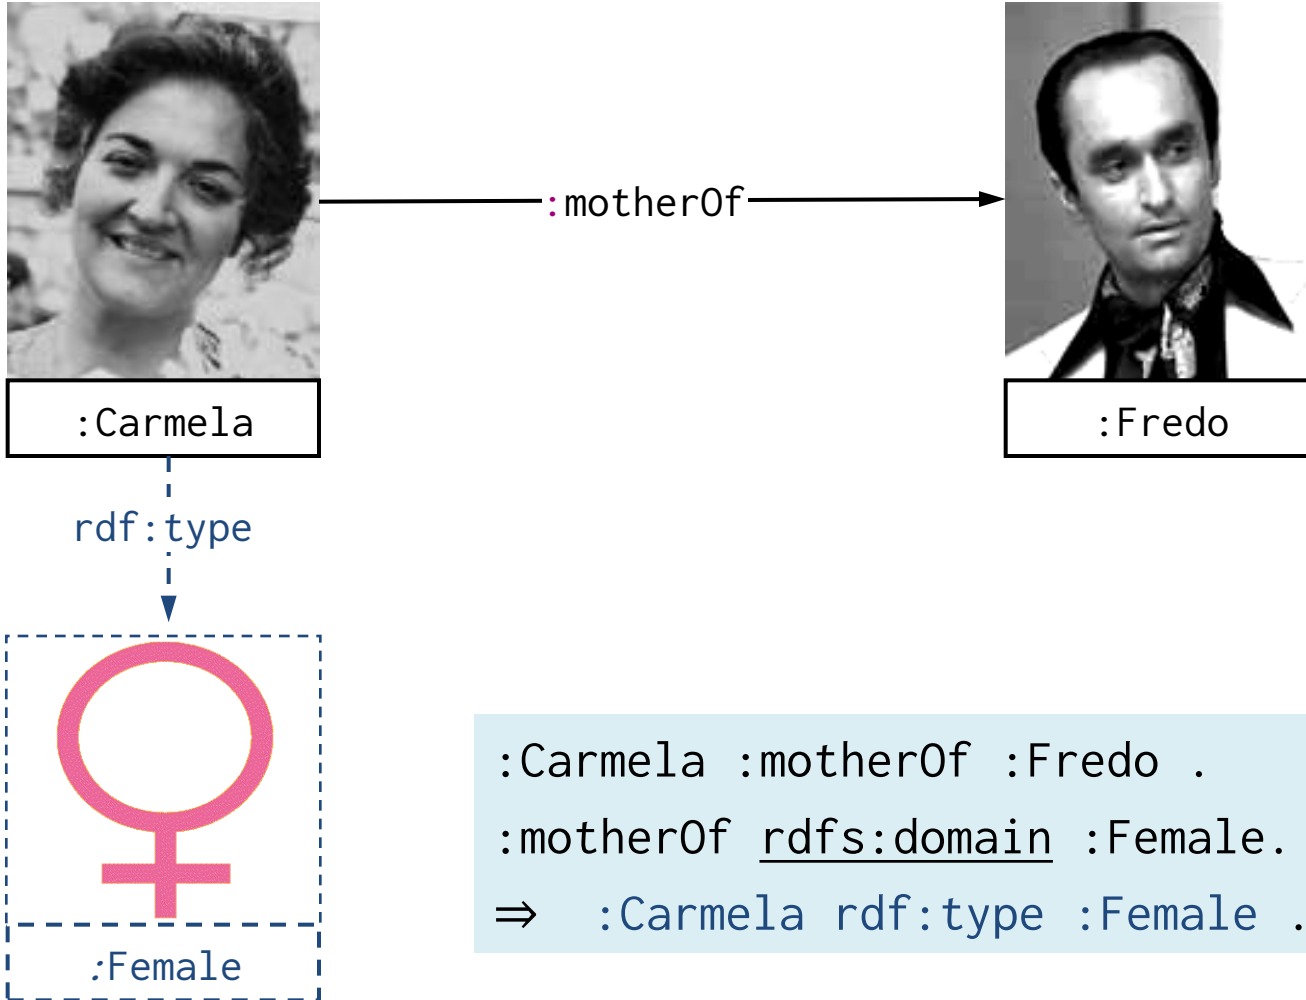 :motherOf
:Carmela
:Fredo
rdf:type
:Female
:Carmela :motherOf :Fredo .
:motherOf rdfs:domain :Female.
⇒ :Carmela rdf:type :Female .